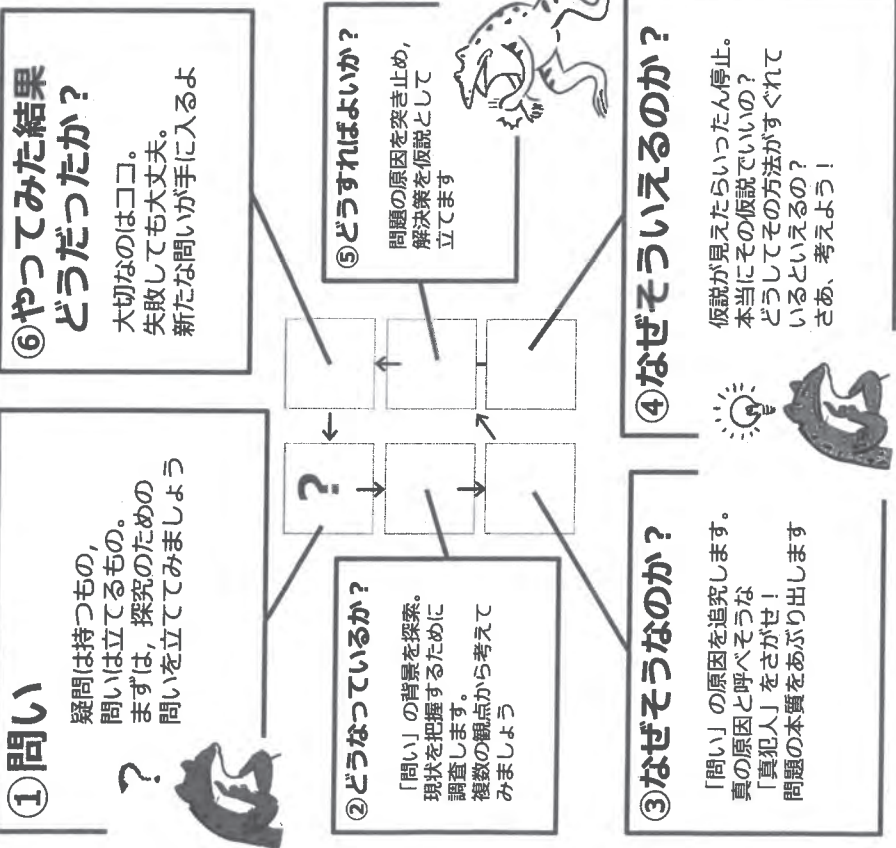 ①問い
疑問は持つもの,
問いは立てるもの。
まずは, 探究のための
問いを立ててみましょう
?
②どうなっているか?
「問い」の背景を探索。
現状を把握するために
調査します。
複数の観点から考えて
みましょう
③なぜそうなのか?
「問い」の原因を追究します。
真の原因と呼べそうな
「真犯人」をさがせ!
問題の本質をあぶり出します
?
④なぜそういえるのか?
仮説が見えたらいったん停止。
本当にその仮説でいいの?
どうしてその方法がすぐれて
いるといえるの?
さあ、考えよう!
⑤どうすればよいか?
問題の原因を突き止め,
解決策を仮説として
立てます
⑥やってみた結果
どうだったか?
大切なのはココ。
失敗しても大丈夫。
新たな問いが手に入るよ